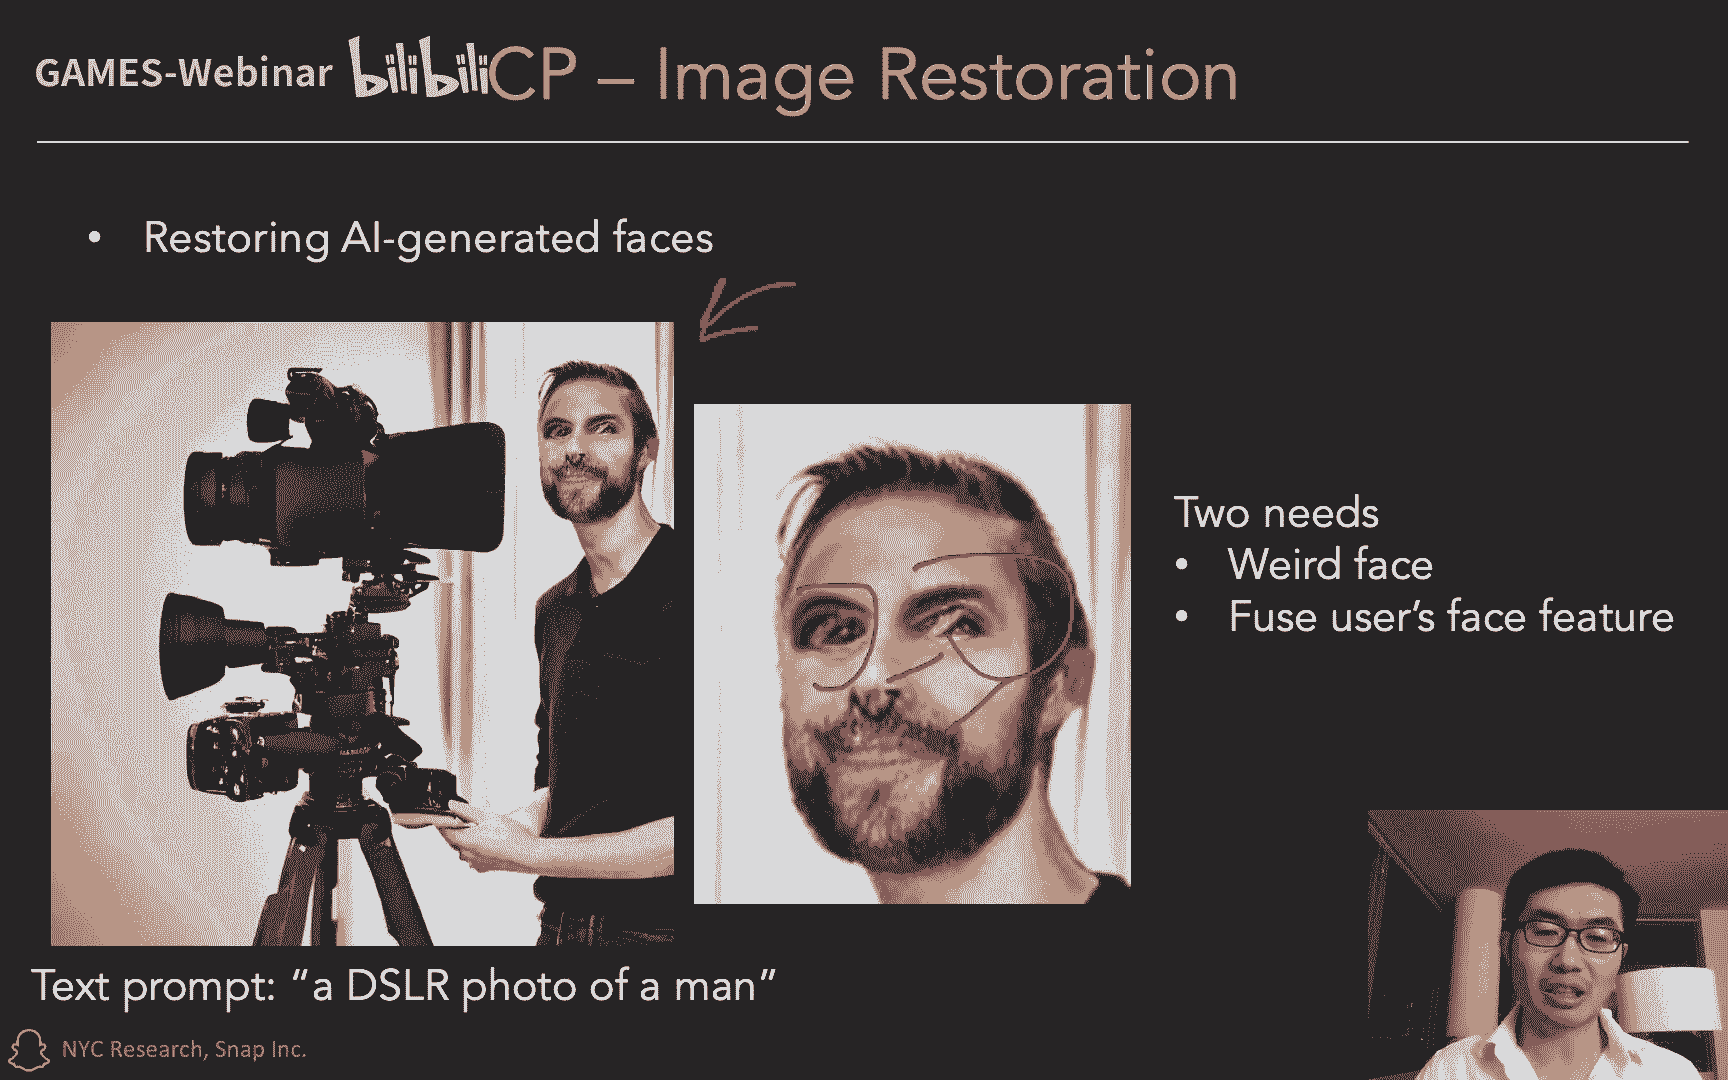 GAMES-Webinar bilibili CP – Image Restoration
• Restoring AI-generated faces
Two needs
• Weird face
• Fuse user's face feature
Text prompt: “a DSLR photo of a man”
NYC Research, Snap Inc.